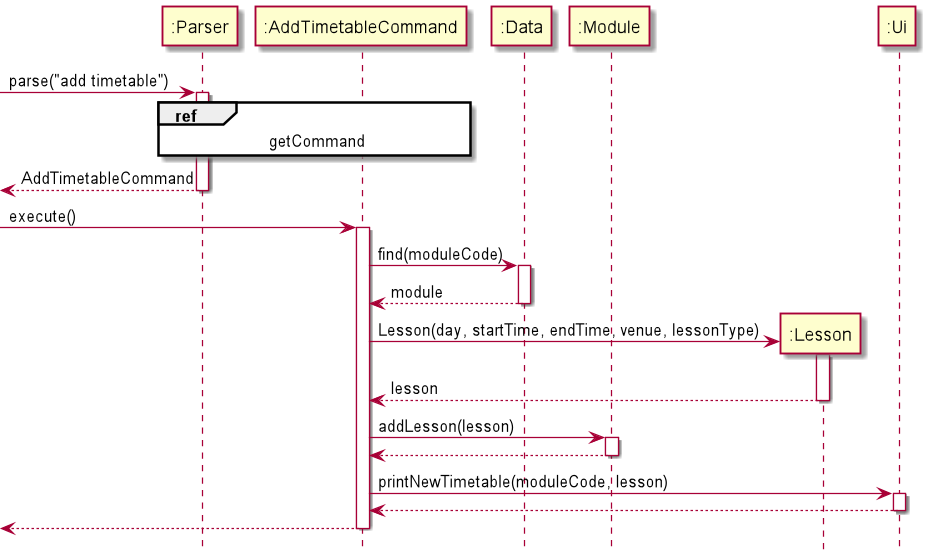 :Parser
:AddTimetableCommand
:Data
:Module
:Ui
parse("add timetable")
ref
getCommand
AddTimetableCommand
execute()
find(moduleCode)
module
Lesson(day, startTime, endTime, venue, lessonType)
:Lesson
lesson
addLesson(lesson)
printNewTimetable(moduleCode, lesson)